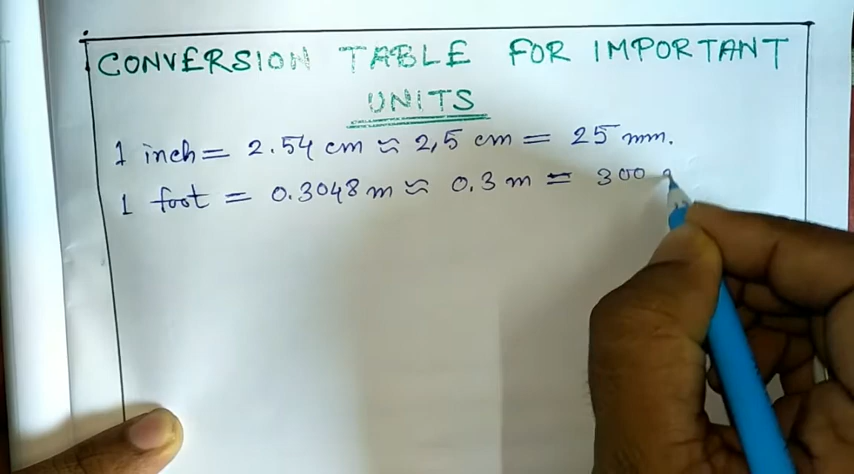 CONVERSION TABLE FOR IMPORTANT
UNITS
1 inch = 2.54 cm ≈ 2,5 cm = 25 mm.
1 foot = 0.3048 m ≈ 0.3 m = 300